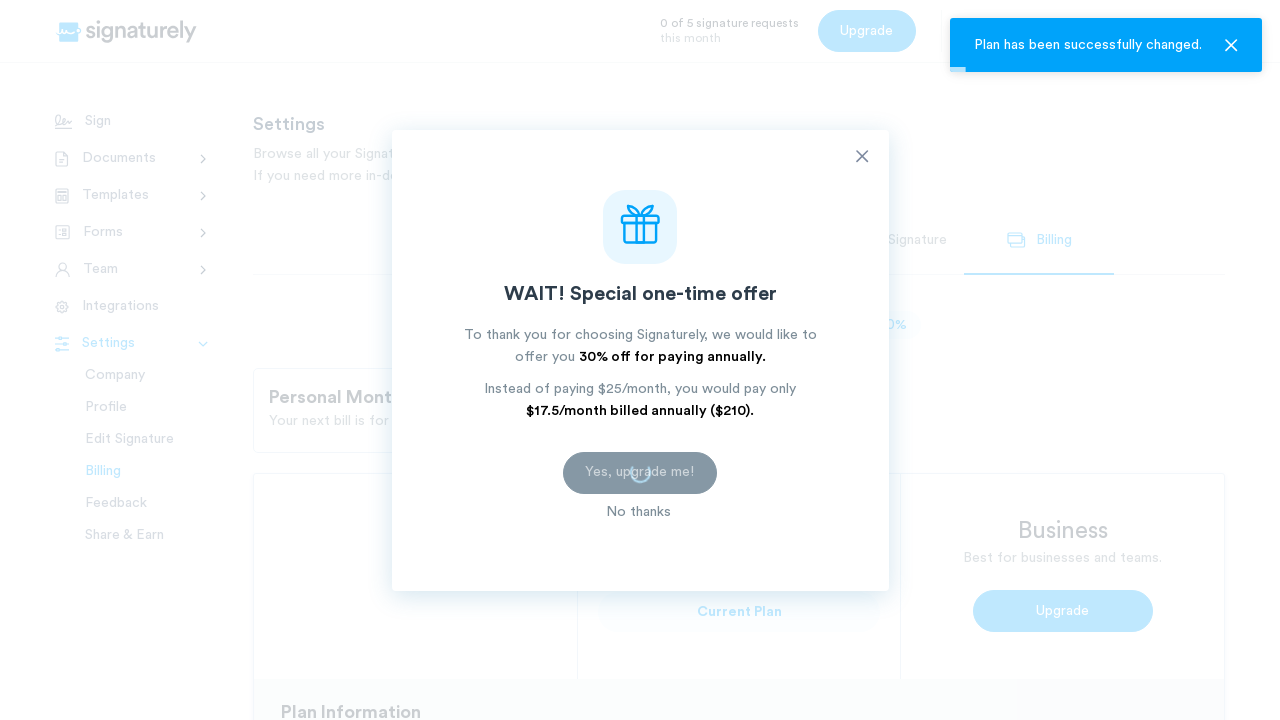 signaturely
0 of 5 signature requests
this month
Upgrade
Plan has been successfully changed.
Sign
Documents
Templates
Forms
Team
Integrations
Settings
Company
Profile
Edit Signature
Billing
Feedback
Share & Earn
Settings
Browse all your Signat
If you need more in-de
Signature
Billing
0%
Personal Mont
Your next bill is for
WAIT! Special one-time offer
To thank you for choosing Signaturely, we would like to
offer you 30% off for paying annually.
Instead of paying $25/month, you would pay only
$17.5/month billed annually ($210).
Yes, upgrade me!
No thanks
Current Plan
Business
Best for businesses and teams.
Upgrade
Plan Information